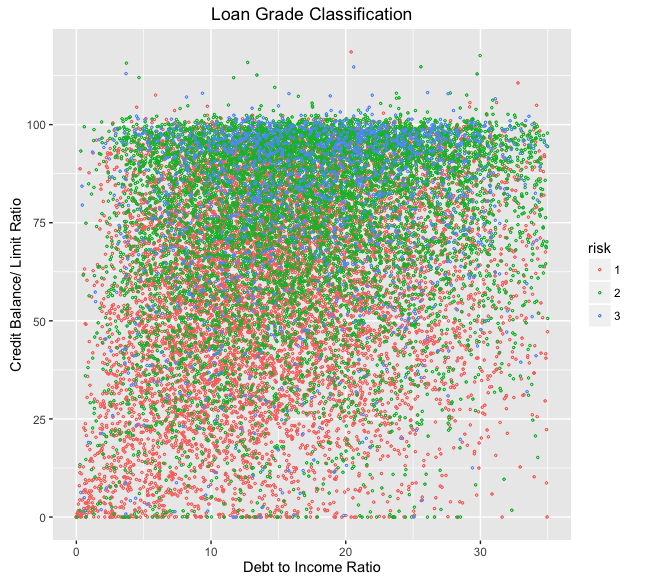 Loan Grade Classification
Credit Balance/ Limit Ratio
100
75
50
25
0
0 10 20 30
Debt to Income Ratio
risk
1
2
3